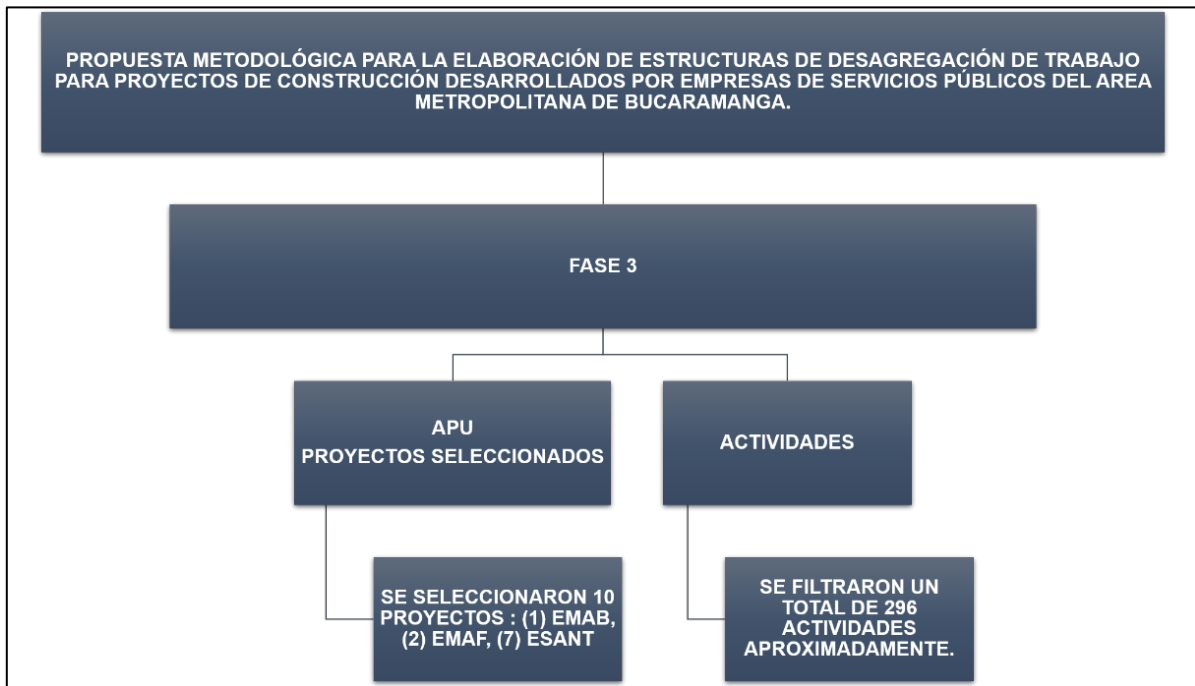 PROPUESTA METODOLÓGICA PARA LA ELABORACIÓN DE ESTRUCTURAS DE DESAGREGACIÓN DE TRABAJO
PARA PROYECTOS DE CONSTRUCCIÓN DESARROLLADOS POR EMPRESAS DE SERVICIOS PÚBLICOS DEL AREA
METROPOLITANA DE BUCARAMANGA.
FASE 3
APU
PROYECTOS SELECCIONADOS
ACTIVIDADES
SE SELECCIONARON 10
PROYECTOS : (1) EMAB,
(2) EMAF, (7) ESANT
SE FILTRARON UN
TOTAL DE 296
ACTIVIDADES
APROXIMADAMENTE.